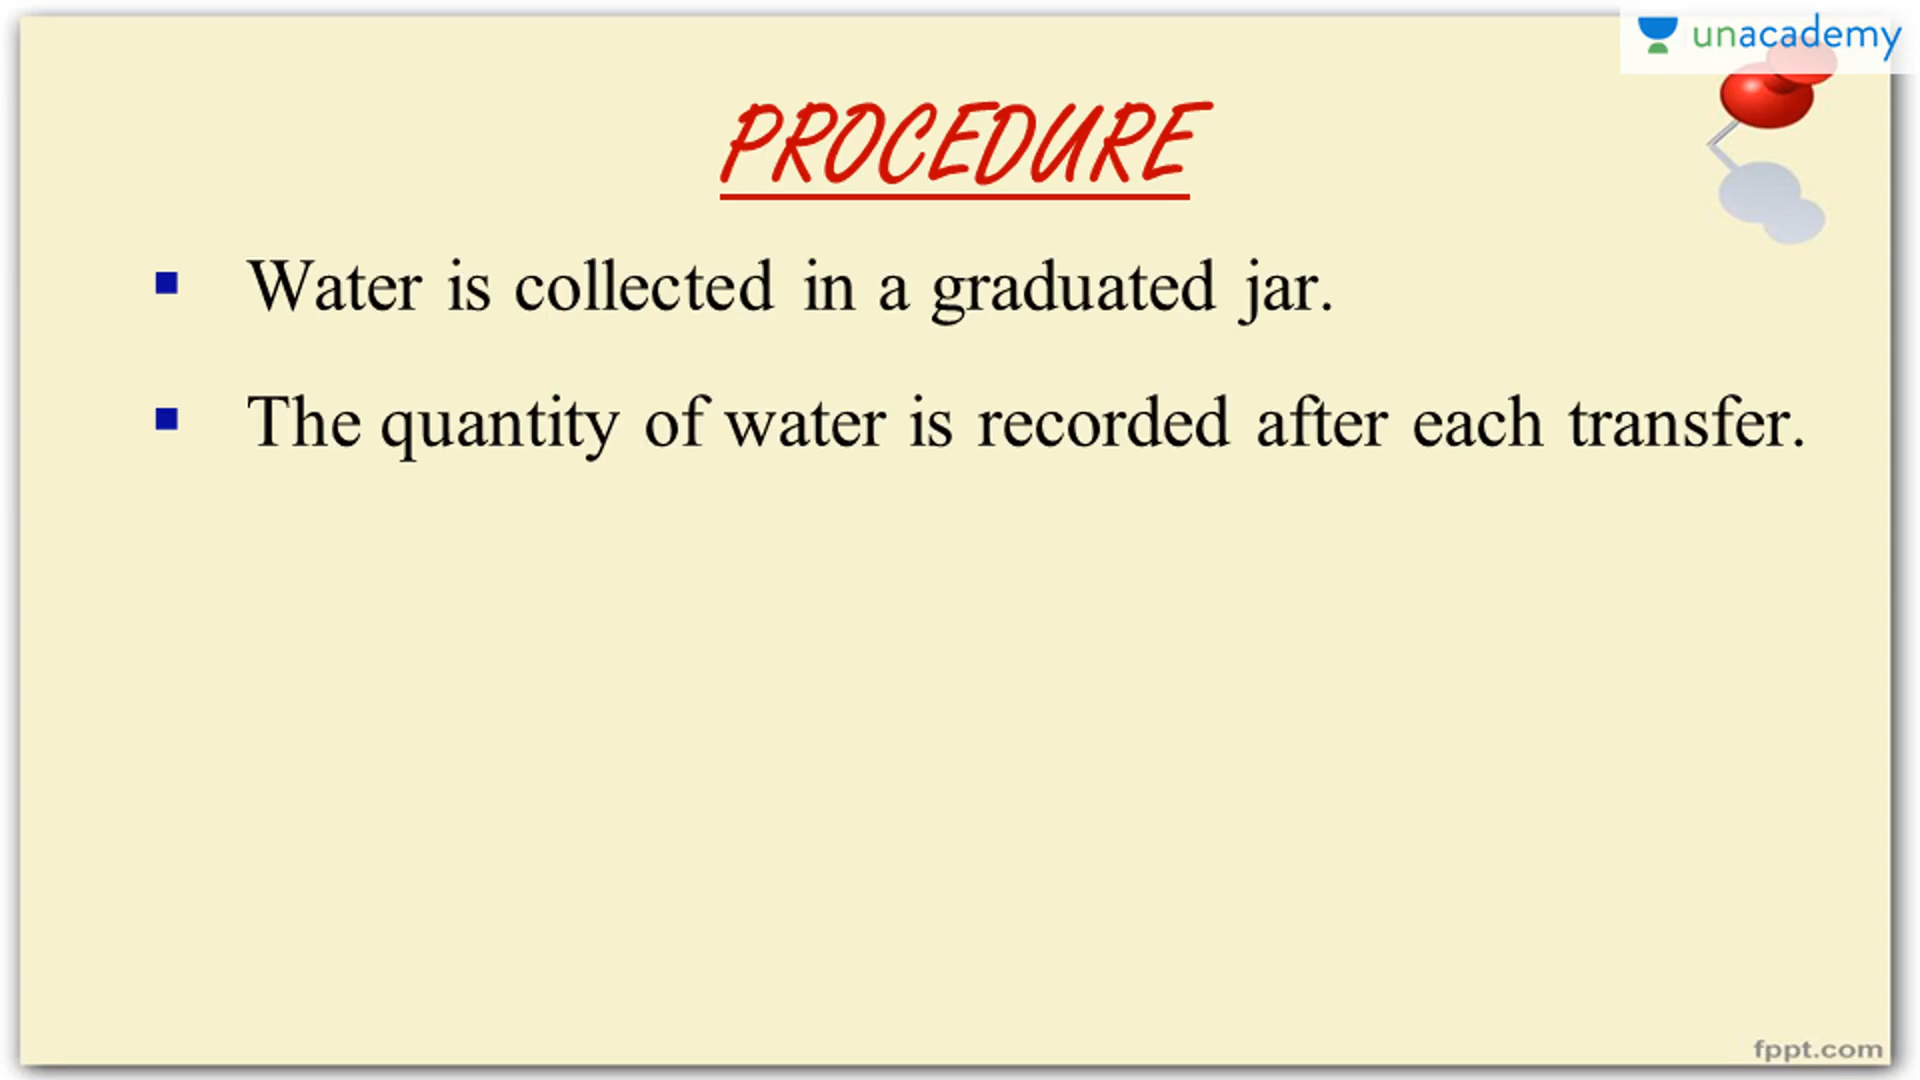 unacademy
PROCEDURE
▪ Water is collected in a graduated jar.
▪ The quantity of water is recorded after each transfer.
fppt.com